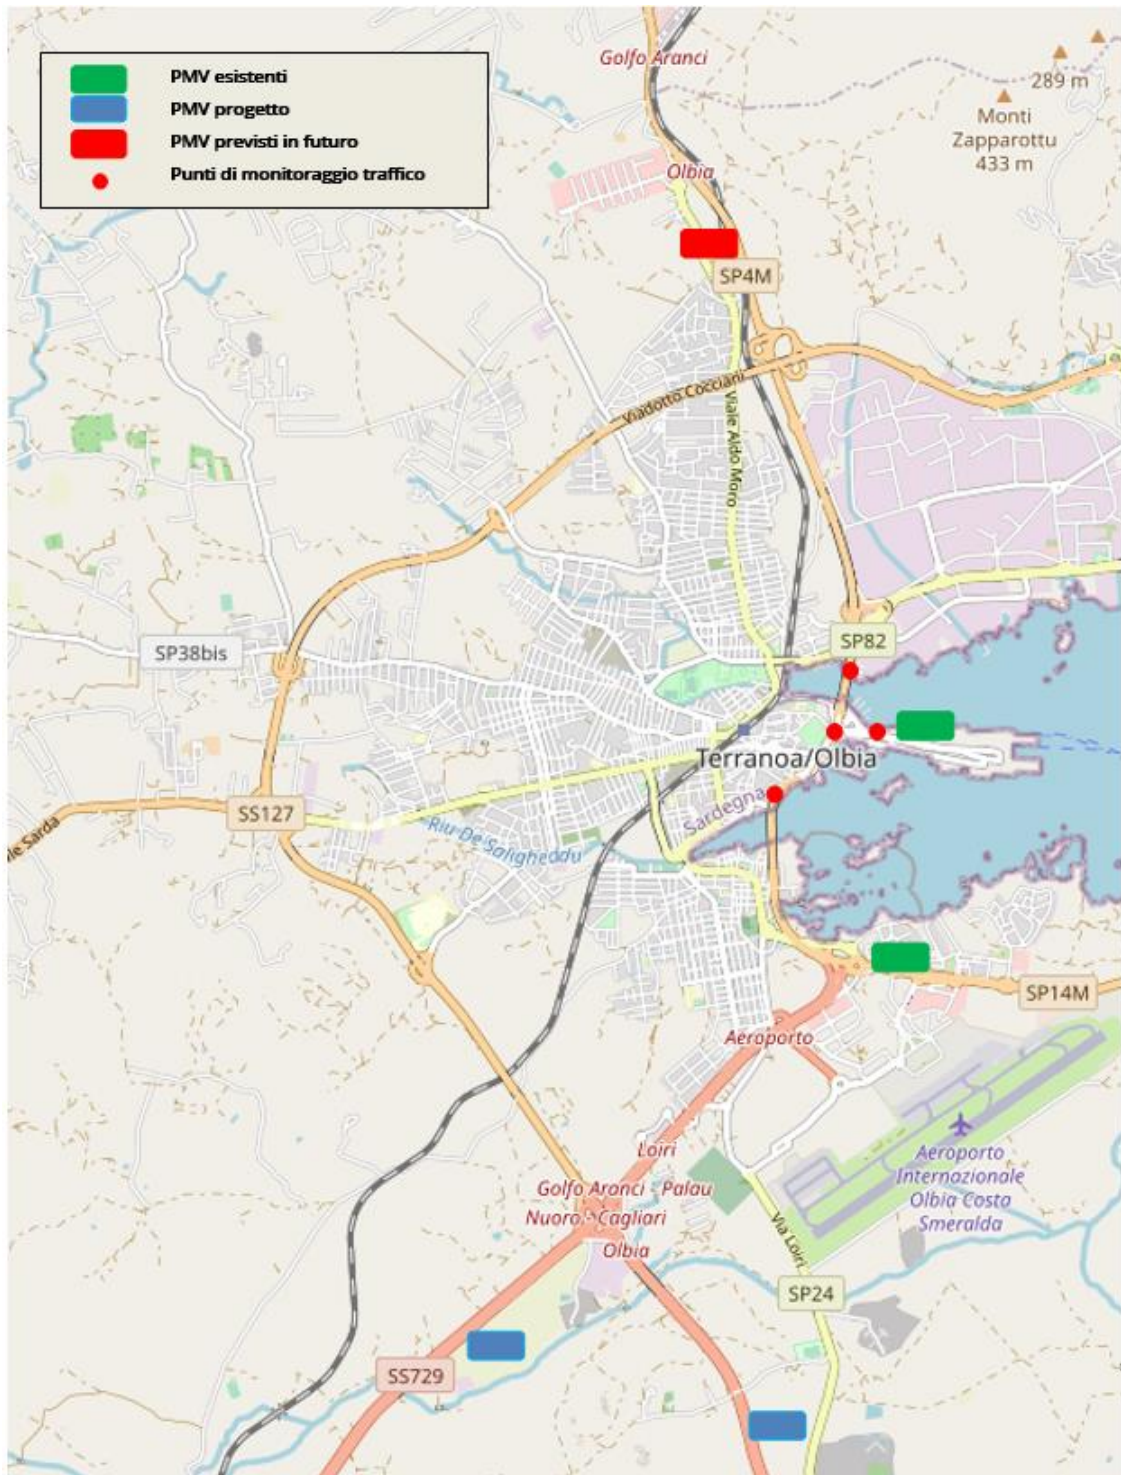 PMV esistenti
PMV progetto
PMV previsti in futuro
Punti di monitoraggio traffico
Golfo Aranci
289 m
Monti
Zapparottu
433 m
Olbia
SP4M
Viadotto Cocciani
Viale Aldo Moro
SP82
SP38bis
Terranoa/Olbia
Sardegna
SS127
le Sarda
Riu De Saligheddu
SP14M
Aeroporto
Loiri
Golfo Aranci - Palau
Nuoro - Cagliari
Olbia
Aeroporto
Internazionale
Olbia Costa
Smeralda
Via Loiri
SP24
SS729